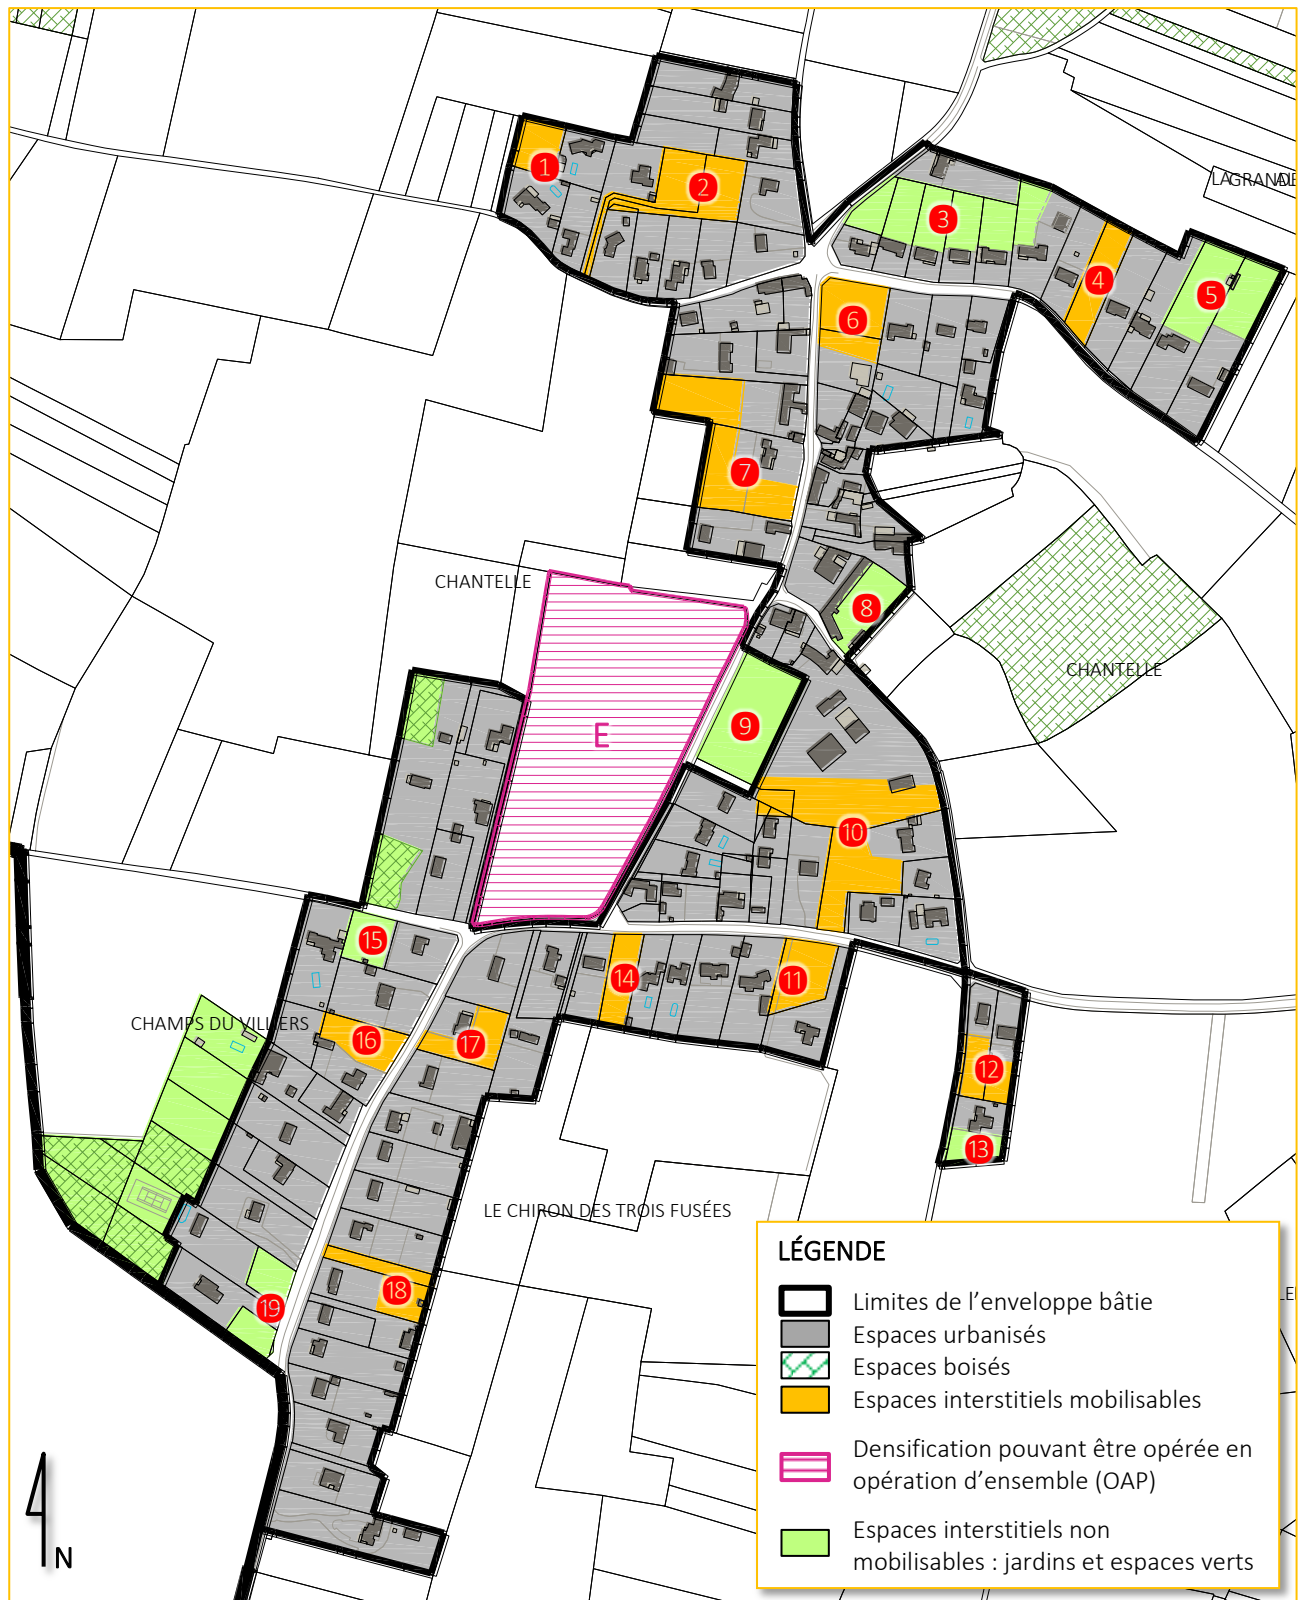 1
2
3
LA GRANDE
4
5
6
7
CHANTELLE
8
CHANTELLE
9
E
10
15
14
11
CHAMPS DU VILLIERS
16
17
12
13
LE CHIRON DES TROIS FUSÉES
18
19
N
LÉGENDE
Limites de l'enveloppe bâtie
Espaces urbanisés
Espaces boisés
Espaces interstitiels mobilisables
Densification pouvant être opérée en
opération d'ensemble (OAP)
Espaces interstitiels non
mobilisables : jardins et espaces verts